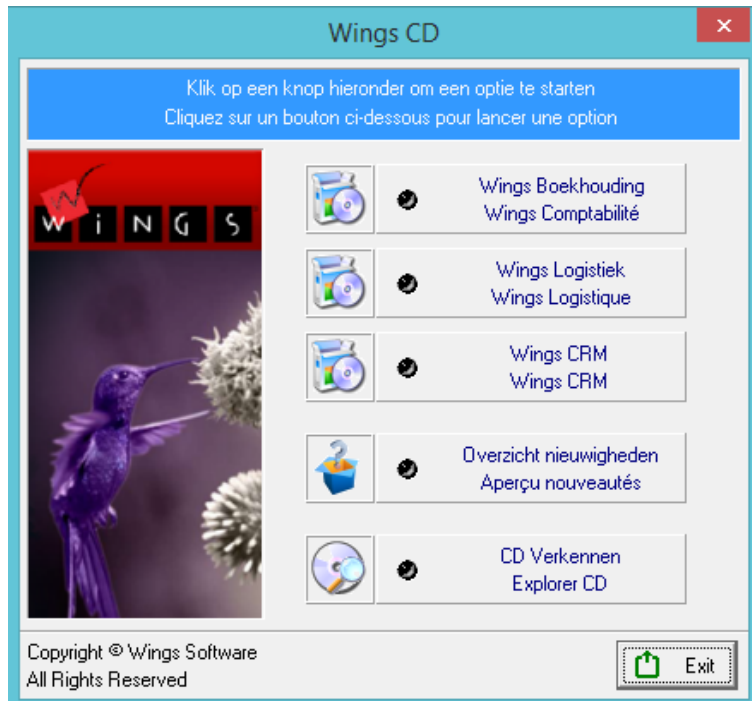 Wings CD
Klik op een knop hieronder om een optie te starten
Cliquez sur un bouton ci-dessous pour lancer une option
WiNGS
Wings Boekhouding
Wings Comptabilité
Wings Logistiek
Wings Logistique
Wings CRM
Wings CRM
Overzicht nieuwigheden
Aperçu nouveautés
CD Verkennen
Explorer CD
Copyright © Wings Software
All Rights Reserved
Exit